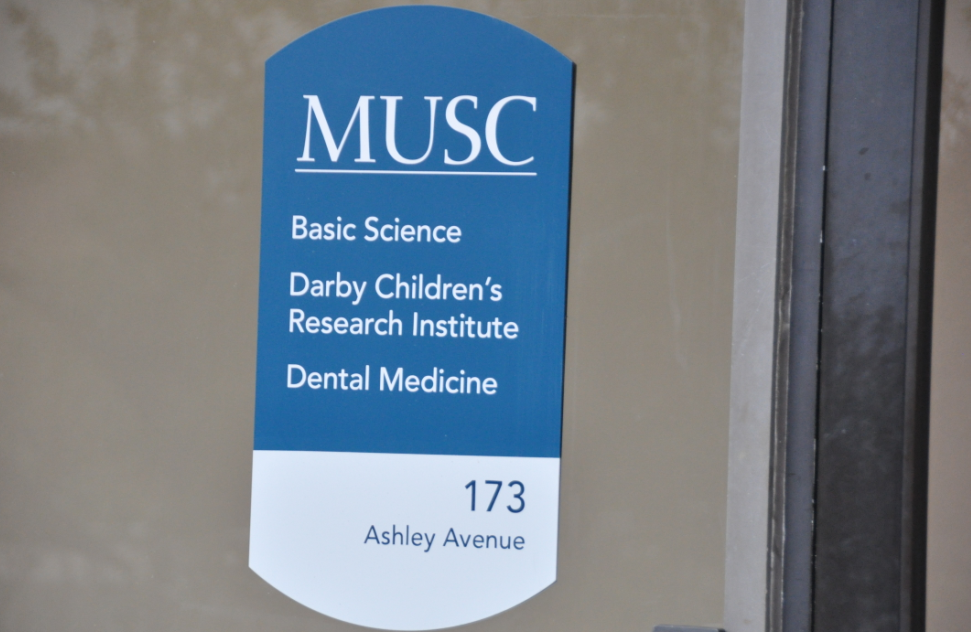 MUSC
Basic Science
Darby Children's
Research Institute
Dental Medicine
173
Ashley Avenue